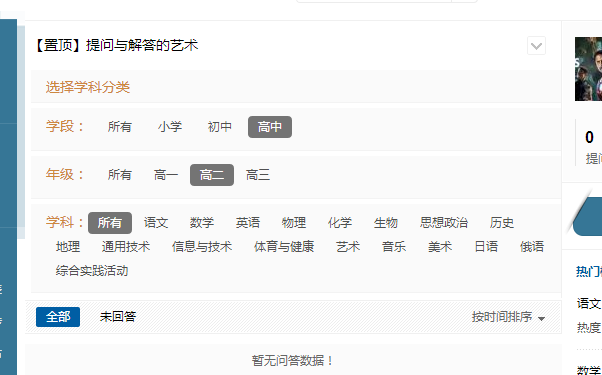 【置顶】提问与解答的艺术
选择学科分类
学段： 所有 小学 初中 高中
年级： 所有 高一 高二 高三
学科： 所有 语文 数学 英语 物理 化学 生物 思想政治 历史
地理 通用技术 信息与技术 体育与健康 艺术 音乐 美术 日语 俄语
综合实践活动
全部 未回答 按时间排序
暂无问答数据！
0
提问
热门
语文
热度
数学